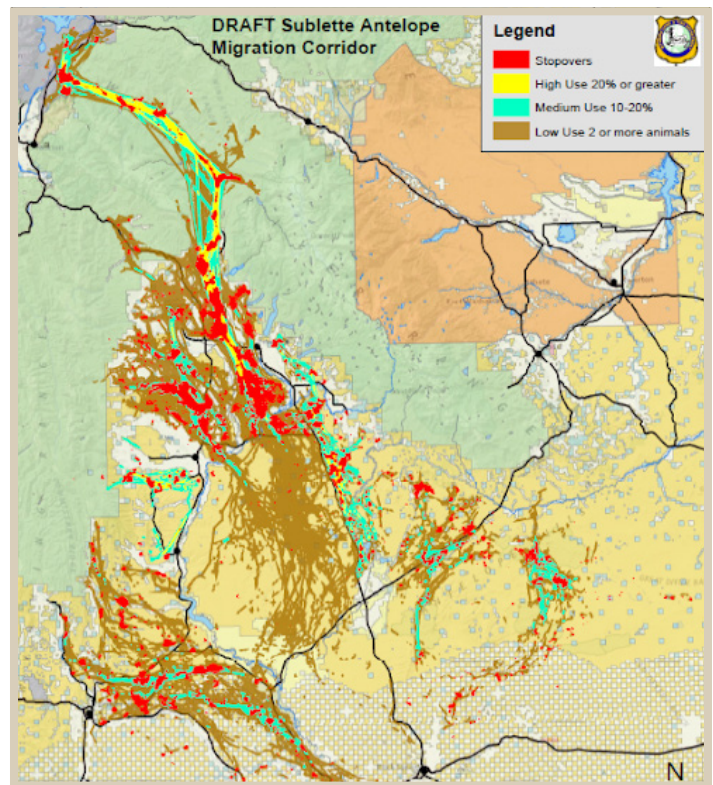 DRAFT Sublette Antelope
Migration Corridor
Legend
Stopovers
High Use 20% or greater
Medium Use 10-20%
Low Use 2 or more animals
N